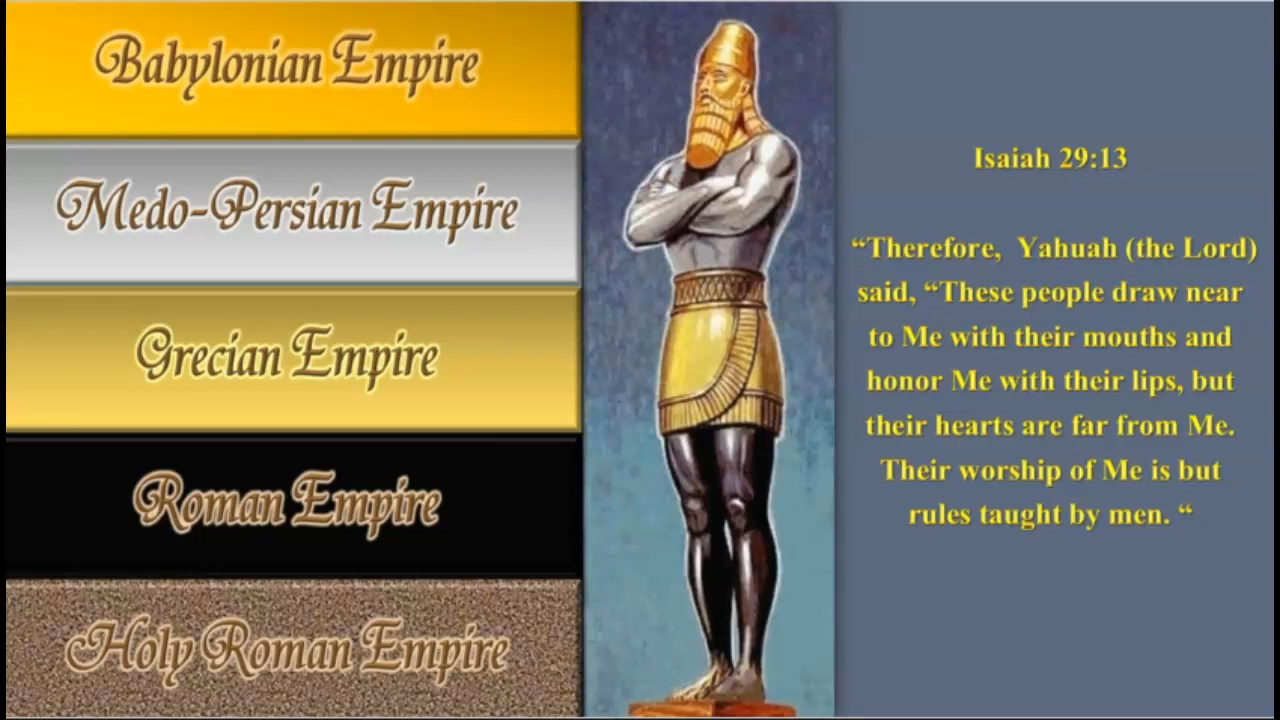 Babylonian Empire
Medo-Persian Empire
Grecian Empire
Roman Empire
Holy Roman Empire
Isaiah 29:13
“Therefore,  Yahuah (the Lord)
said, “These people draw near
to Me with their mouths and
honor Me with their lips, but
their hearts are far from Me.
Their worship of Me is but
rules taught by men. “